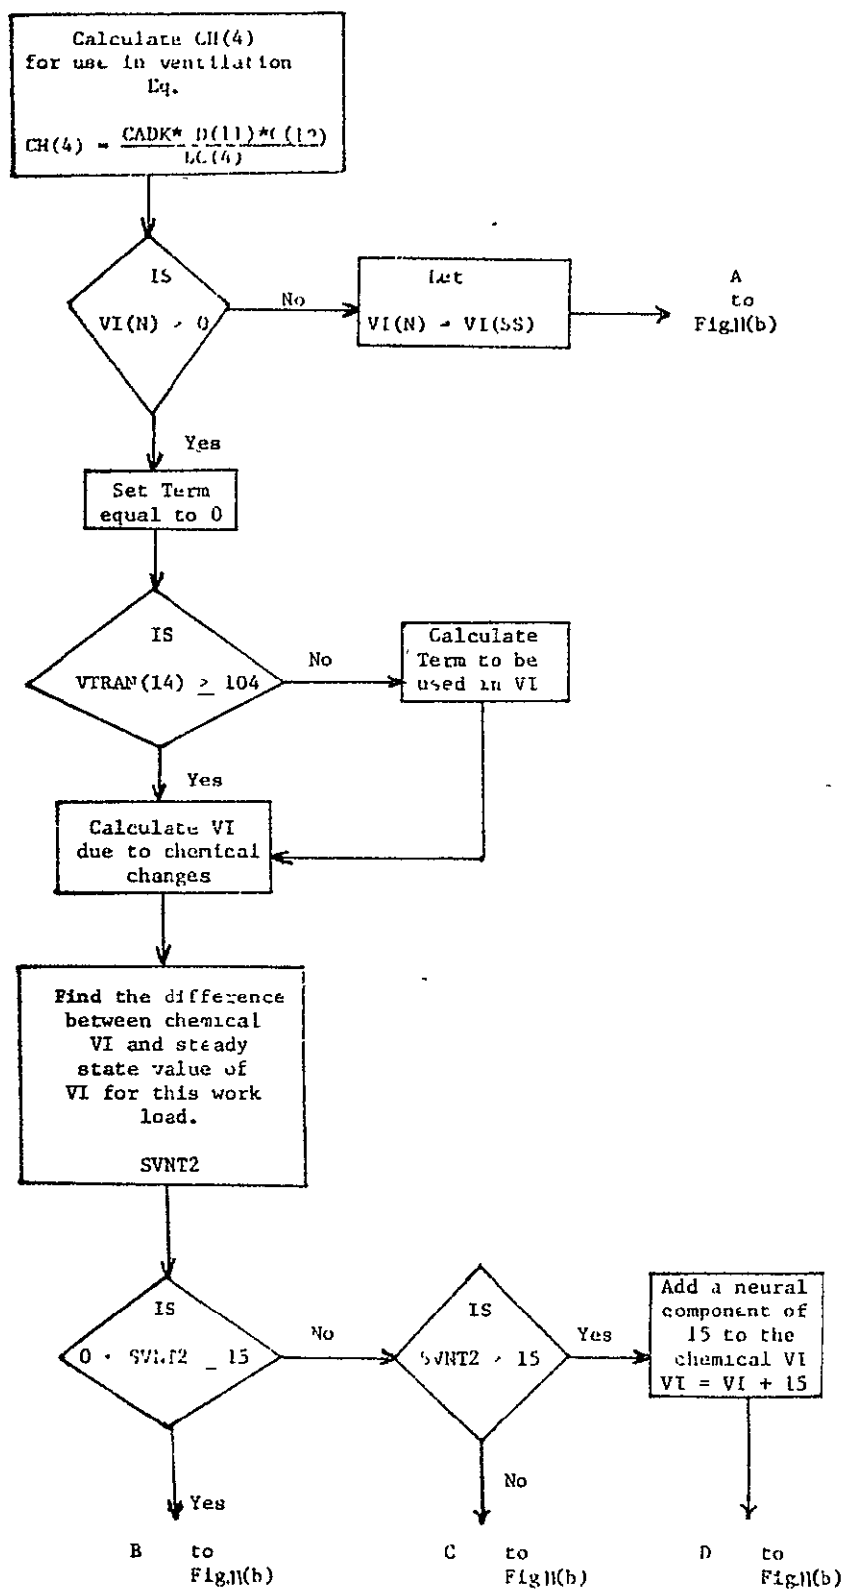 Calculate CH(4)
for use in ventilation
Eq.
CH(4) = CADK* D(11)*C(12)
(4)
IS
VI(N) > 0
No
Let
VI(N) = VI(SS)
A
to
Fig.11(b)
Yes
Set Term
equal to 0
IS
VTRAN(14) ≥ 104
No
Calculate
Term to be
used in VI
Yes
Calculate VI
due to chemical
changes
Find the difference
between chemical
VI and steady
state value of
VI for this work
load.
SVNT2
IS
0 SVNT2 15
No
IS
SVNT2 > 15
Yes
Add a neural
component of
15 to the
chemical VI
VI = VI + 15
Yes
No
B to
Fig.11(b)
C to
Fig.11(b)
D to
Fig.11(b)